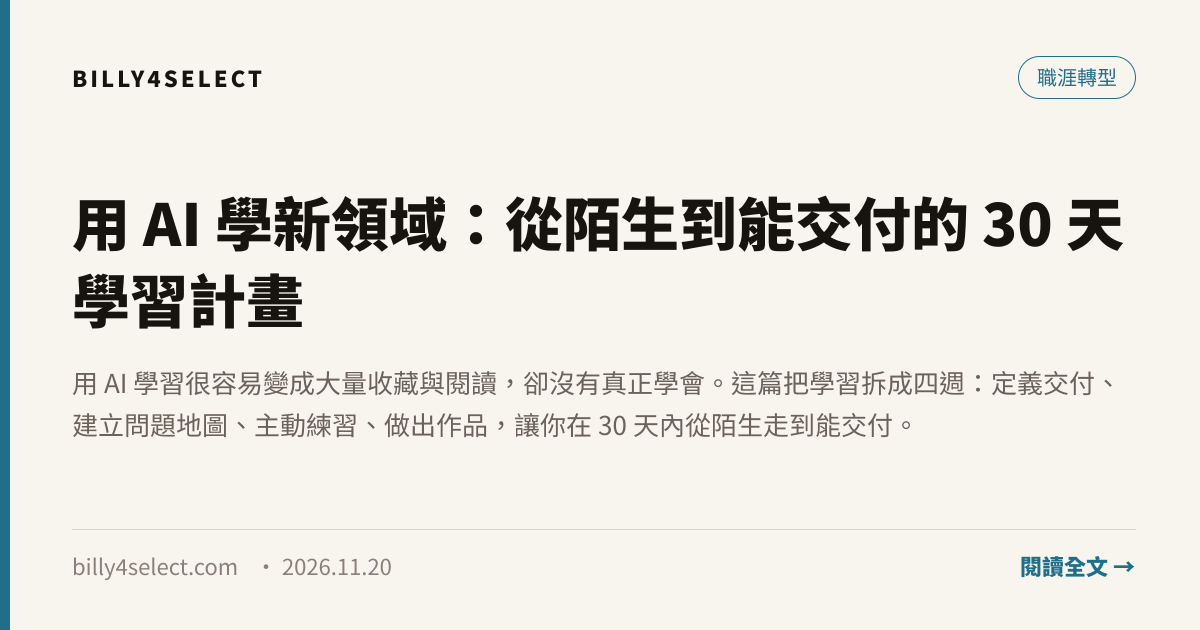 BILLY4SELECT
職涯轉型
用 AI 學新領域：從陌生到能交付的 30 天
學習計畫
用 AI 學習很容易變成大量收藏與閱讀，卻沒有真正學會。這篇把學習拆成四週：定義交付、
建立問題地圖、主動練習、做出作品，讓你在 30 天內從陌生走到能交付。
billy4select.com ・ 2026.11.20
閱讀全文 →